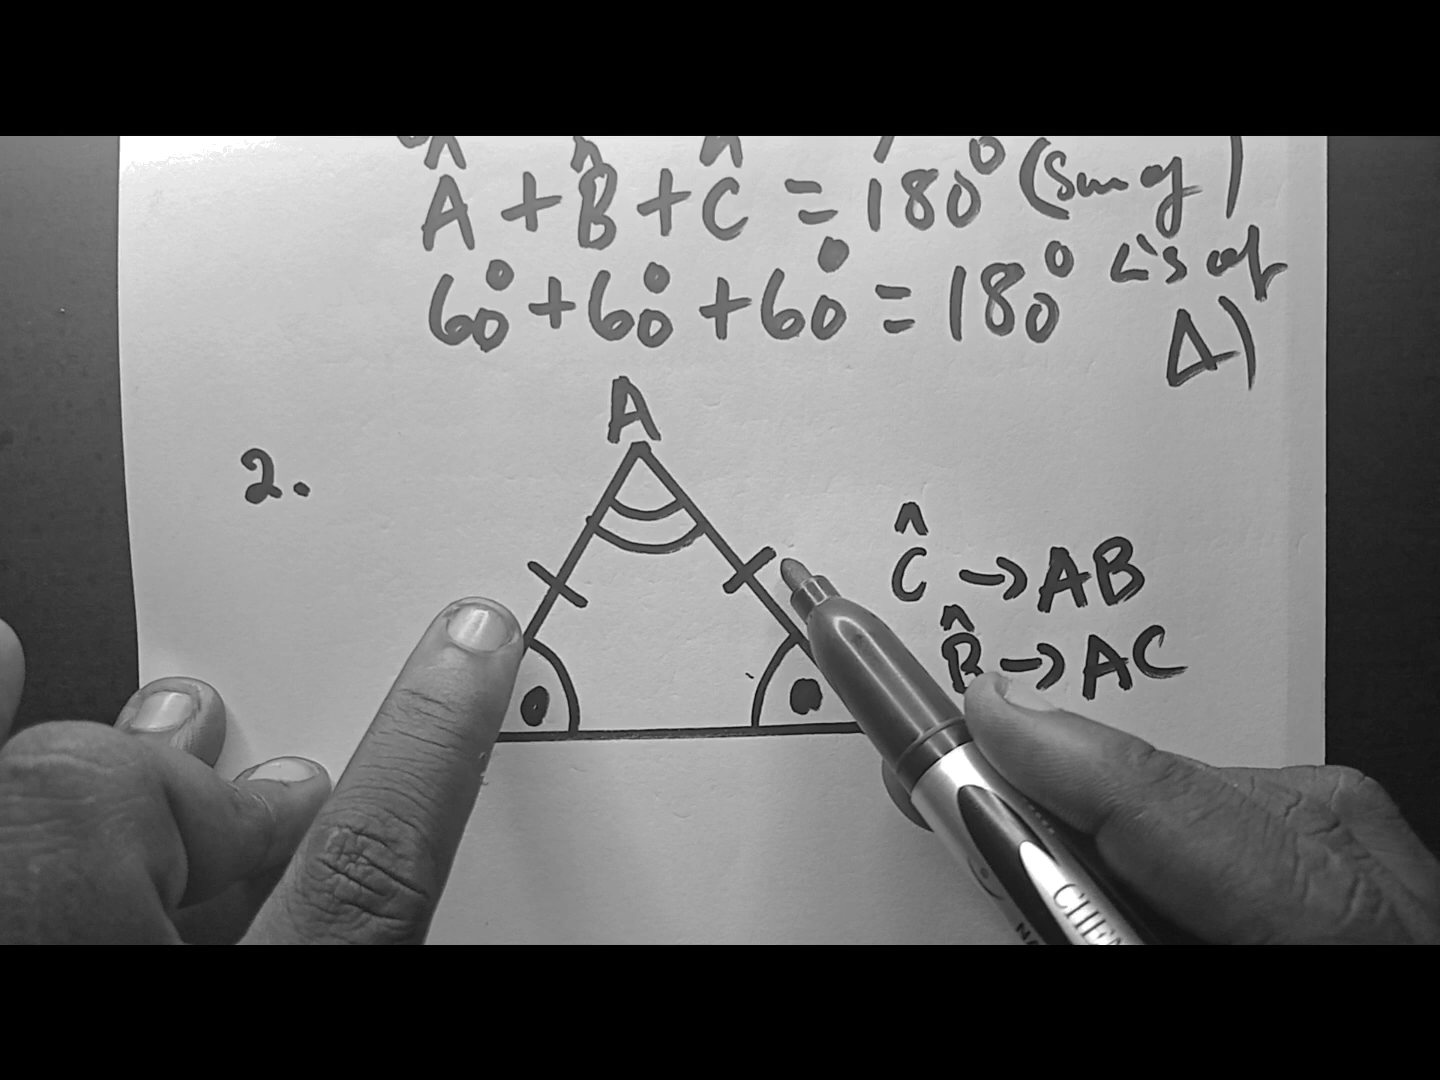 Â + B̂ + Ĉ = 180° (Sum of
∠'s of
Δ)
60° + 60° + 60° = 180°
2.
A
Ĉ → AB
B̂ → AC